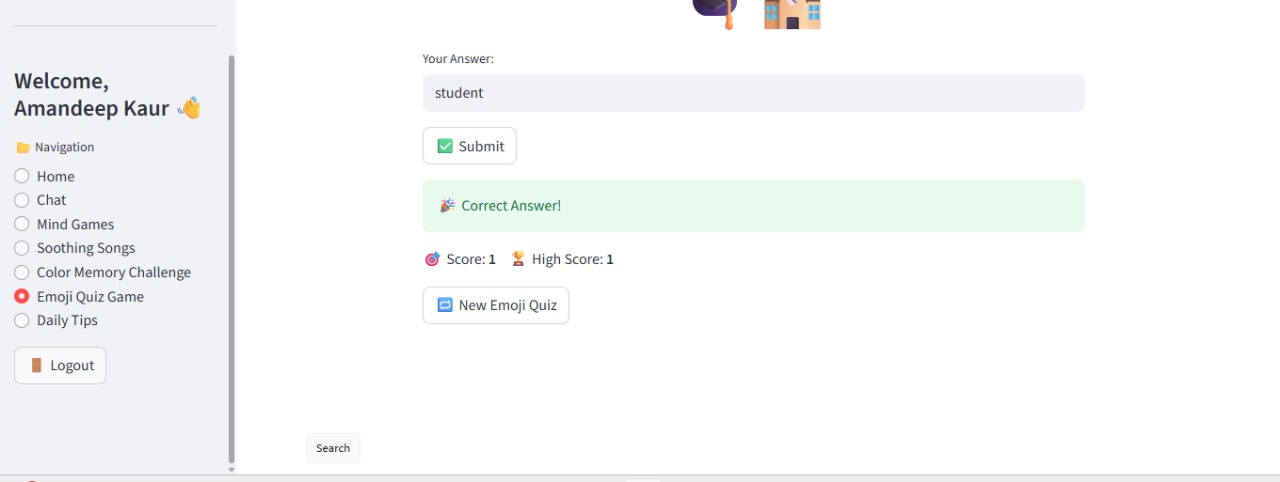 Welcome,
Amandeep Kaur 👋
📁 Navigation
Home
Chat
Mind Games
Soothing Songs
Color Memory Challenge
Emoji Quiz Game
Daily Tips
🚪 Logout
Your Answer:
student
✅ Submit
🎉 Correct Answer!
🎯 Score: 1 🏆 High Score: 1
🔁 New Emoji Quiz
Search